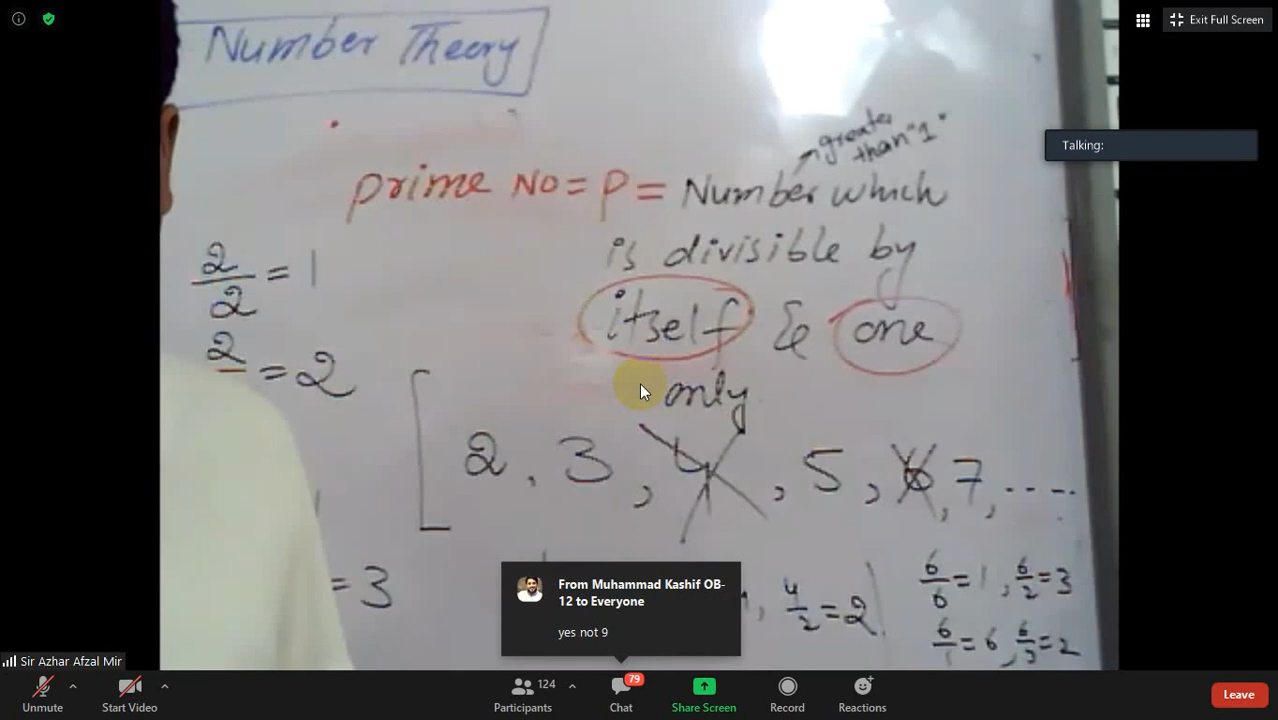 Exit Full Screen
Number Theory
Talking:
greater
than "1"
prime No = P = Number which
is divisible by
itself & one
only
2/2 = 1
2
= 2
2, 3, 4, 5, 6, 7, ....
= 3
4/2 = 2
6/6 = 1, 6/2 = 3
6/1 = 6, 6/3 = 2
From Muhammad Kashif OB-
12 to Everyone
yes not 9
Sir Azhar Afzal Mir
Unmute
Start Video
124
Participants
79
Chat
Share Screen
Record
Reactions
Leave